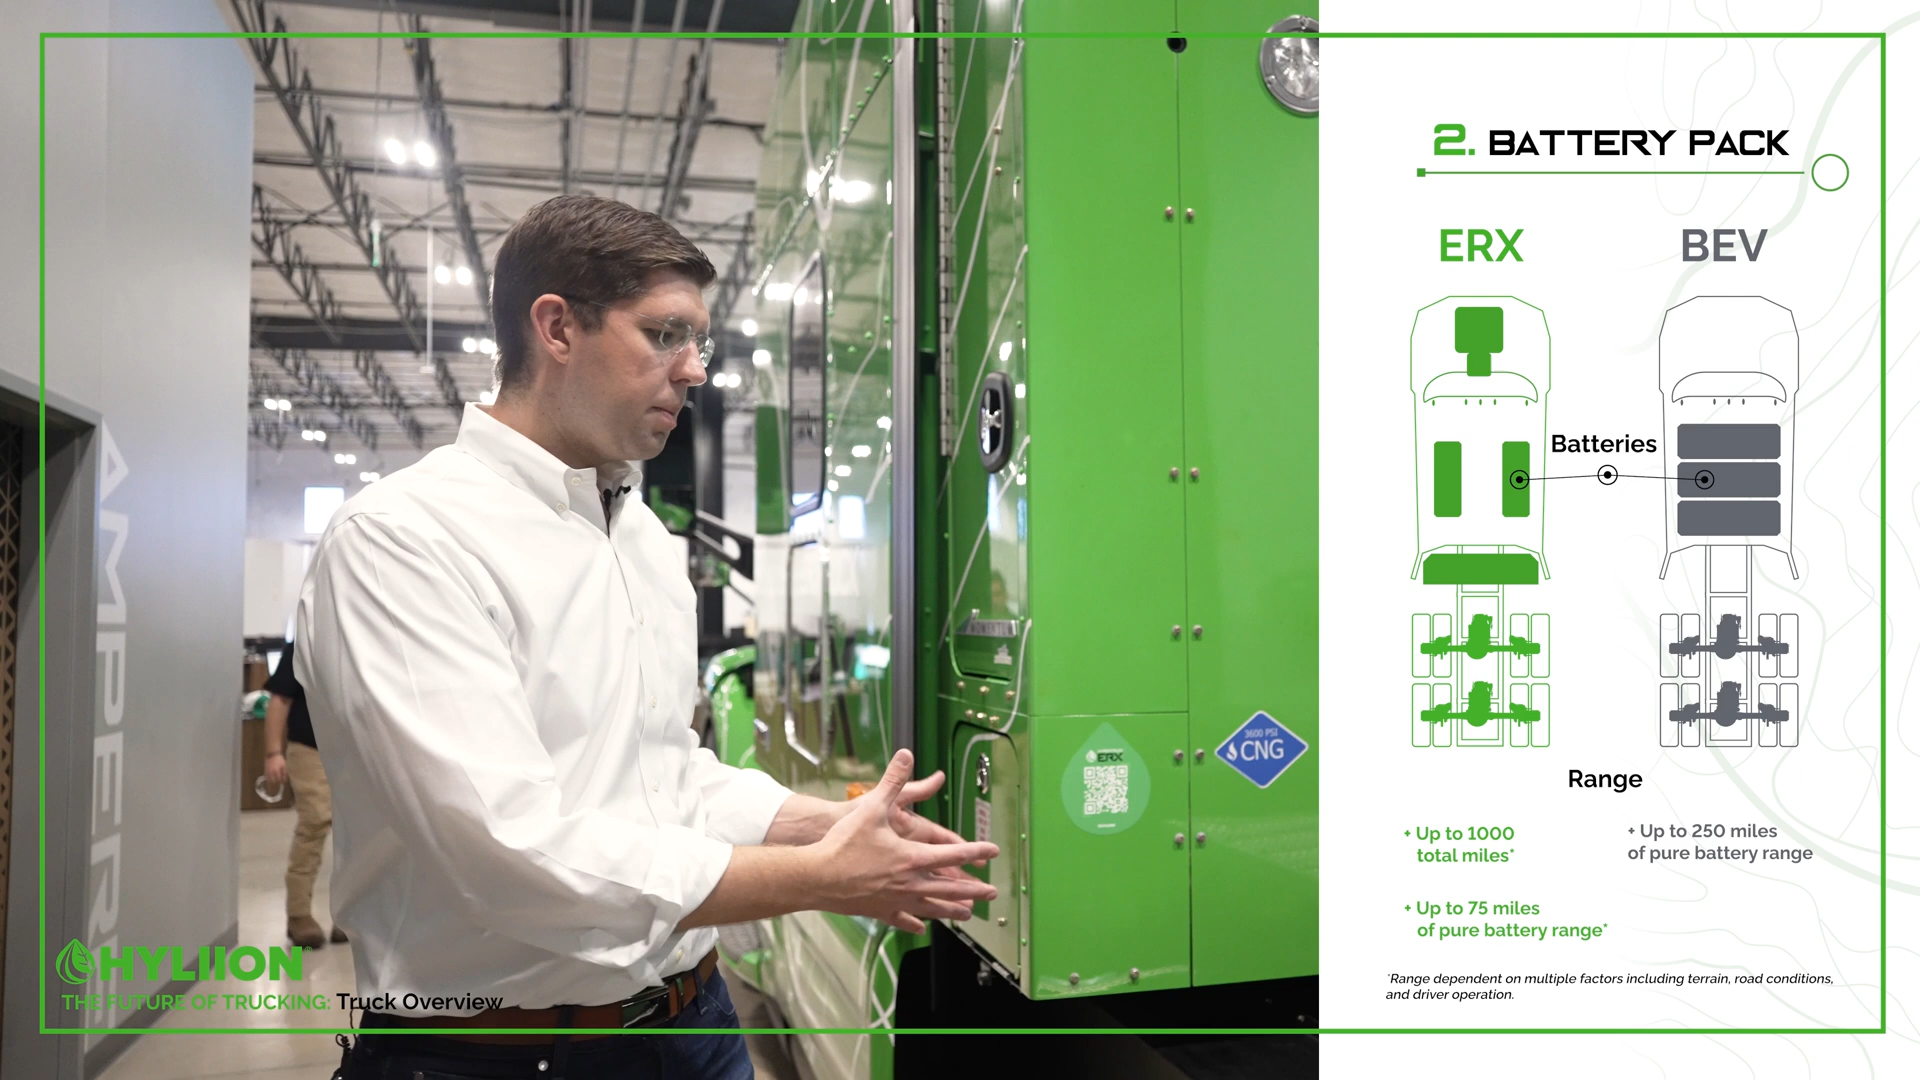 2. BATTERY PACK
ERX
BEV
Batteries
Range
+ Up to 1000
total miles*
+ Up to 75 miles
of pure battery range*
+ Up to 250 miles
of pure battery range
*Range dependent on multiple factors including terrain, road conditions,
and driver operation.
AMPERE
MOMENTUM
ERX
3600 PSI
CNG
HYLIION
THE FUTURE OF TRUCKING: Truck Overview